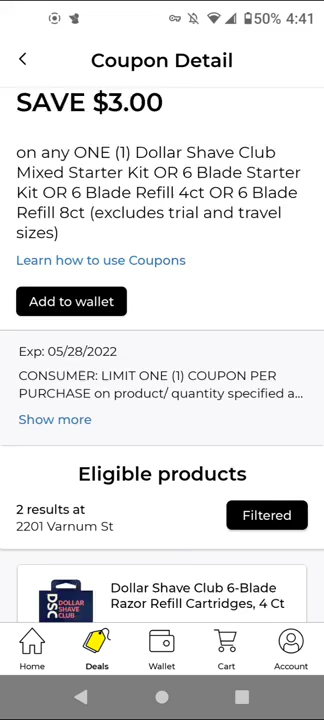 50% 4:41
Coupon Detail
SAVE $3.00
on any ONE (1) Dollar Shave Club
Mixed Starter Kit OR 6 Blade Starter
Kit OR 6 Blade Refill 4ct OR 6 Blade
Refill 8ct (excludes trial and travel
sizes)
Learn how to use Coupons
Add to wallet
Exp: 05/28/2022
CONSUMER: LIMIT ONE (1) COUPON PER
PURCHASE on product/ quantity specified a...
Show more
Eligible products
2 results at
2201 Varnum St
Filtered
Dollar Shave Club 6-Blade
Razor Refill Cartridges, 4 Ct
DSC
DOLLAR
SHAVE
CLUB
Home
Deals
Wallet
Cart
Account